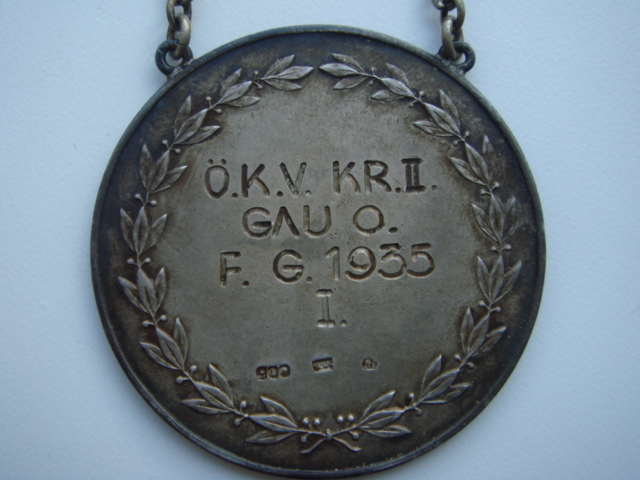 Ö.K.V. KR.II.
GAU O.
F. G. 1935
I.
900